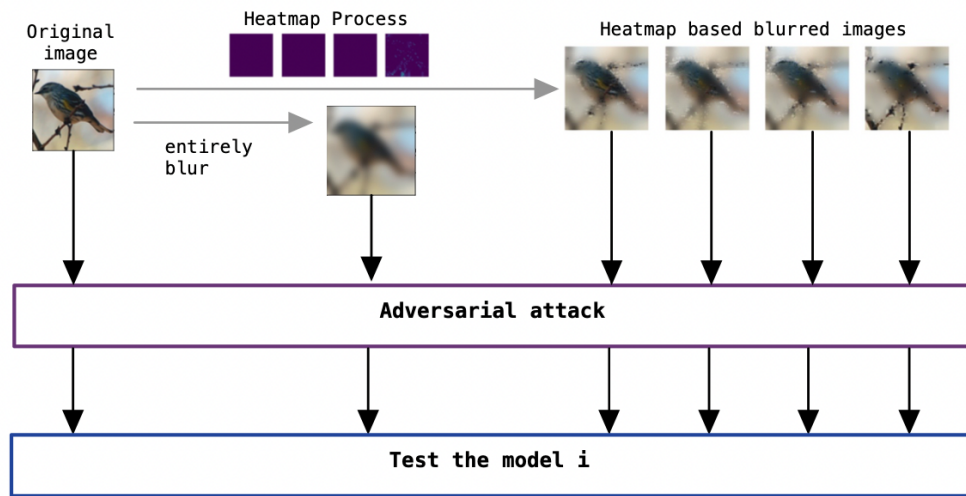 Original
image
Heatmap Process
Heatmap based blurred images
entirely
blur
Adversarial attack
Test the model i